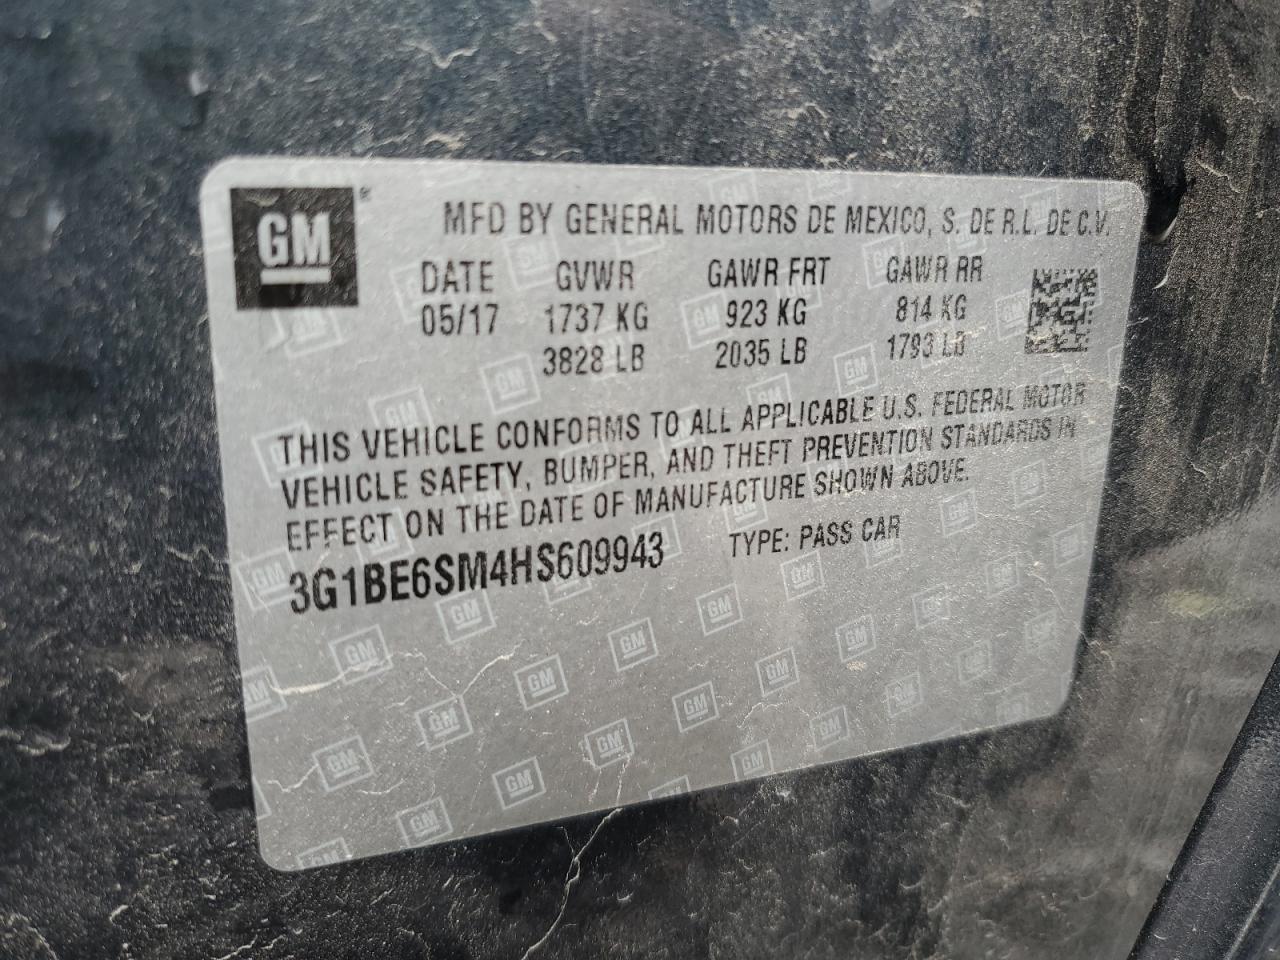 GM
MFD BY GENERAL MOTORS DE MEXICO, S. DE R.L. DE C.V.
DATE GVWR GAWR FRT GAWR RR
05/17 1737 KG 923 KG 814 KG
3828 LB 2035 LB 1793 LB
THIS VEHICLE CONFORMS TO ALL APPLICABLE U.S. FEDERAL MOTOR
VEHICLE SAFETY, BUMPER, AND THEFT PREVENTION STANDARDS IN
EFFECT ON THE DATE OF MANUFACTURE SHOWN ABOVE.
3G1BE6SM4HS609943 TYPE: PASS CAR